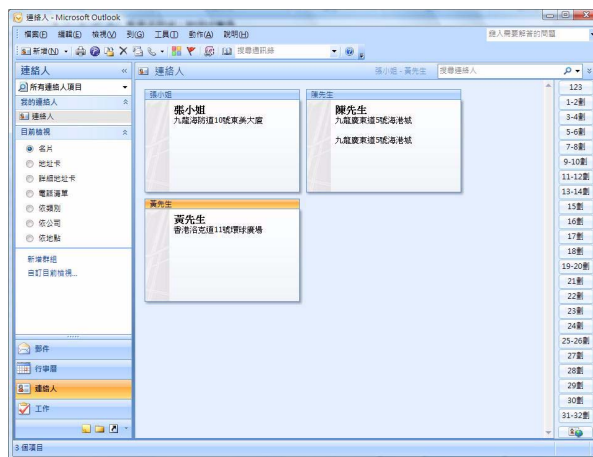 連絡人 - Microsoft Outlook
檔案(F) 編輯(E) 檢視(V) 到(G) 工具(T) 動作(A) 說明(H)
鍵入需要解答的問題
新增(N)
搜尋通訊錄
連絡人 «
所有連絡人項目
我的連絡人
連絡人
目前檢視
名片
地址卡
詳細地址卡
電話清單
依類別
依公司
依地點
新增群組
自訂目前檢視...
郵件
行事曆
連絡人
工作
3 個項目
連絡人
張小姐 - 黃先生
搜尋連絡人
張小姐
張小姐
九龍海防道10號東美大廈
陳先生
陳先生
九龍廣東道5號海港城
九龍廣東道5號海港城
黃先生
黃先生
香港洛克道11號環球廣場
123
1-2劃
3-4劃
5-6劃
7-8劃
9-10劃
11-12劃
13-14劃
15劃
16劃
17劃
18劃
19-20劃
21劃
22劃
23劃
24劃
25-26劃
27劃
28劃
29劃
30劃
31-32劃